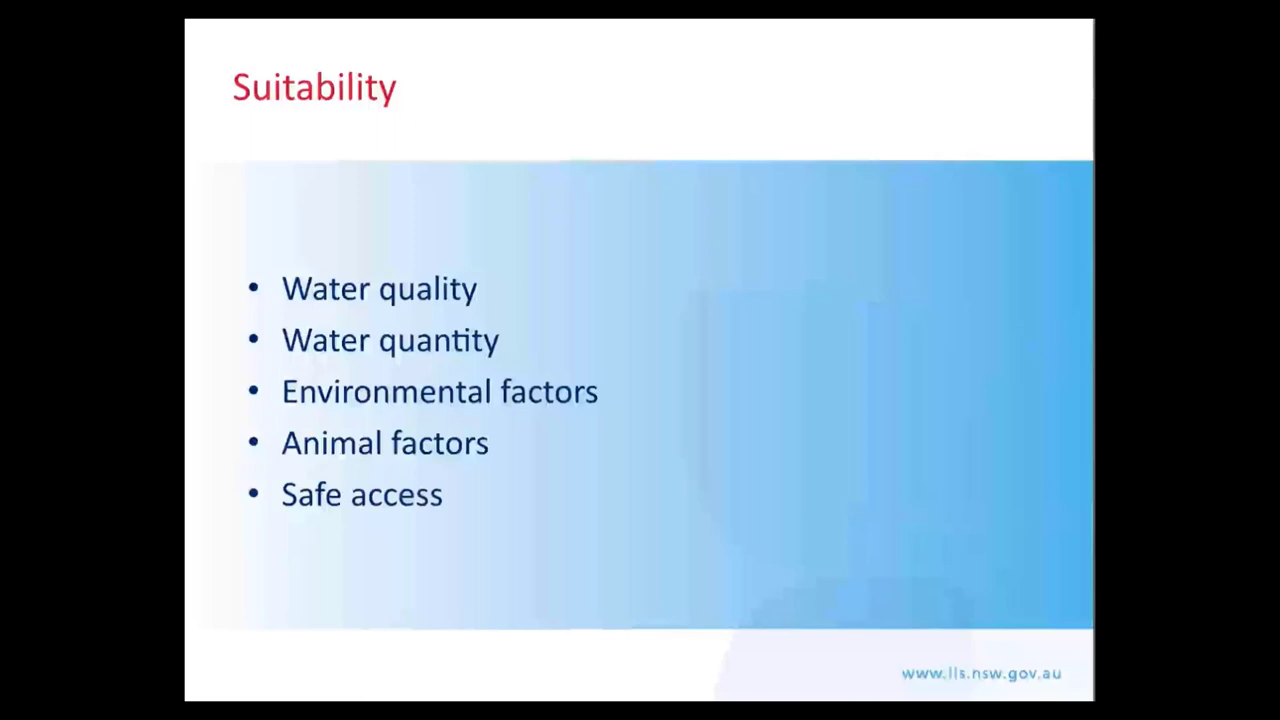 Suitability
• Water quality
• Water quantity
• Environmental factors
• Animal factors
• Safe access
www.lls.nsw.gov.au